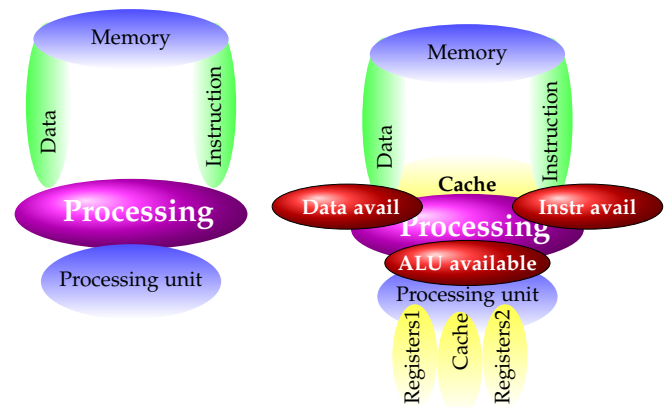 Memory
Data
Instruction
Processing
Processing unit
Memory
Data
Instruction
Cache
Data avail
Instr avail
Processing
ALU available
Processing unit
Registers1
Cache
Registers2